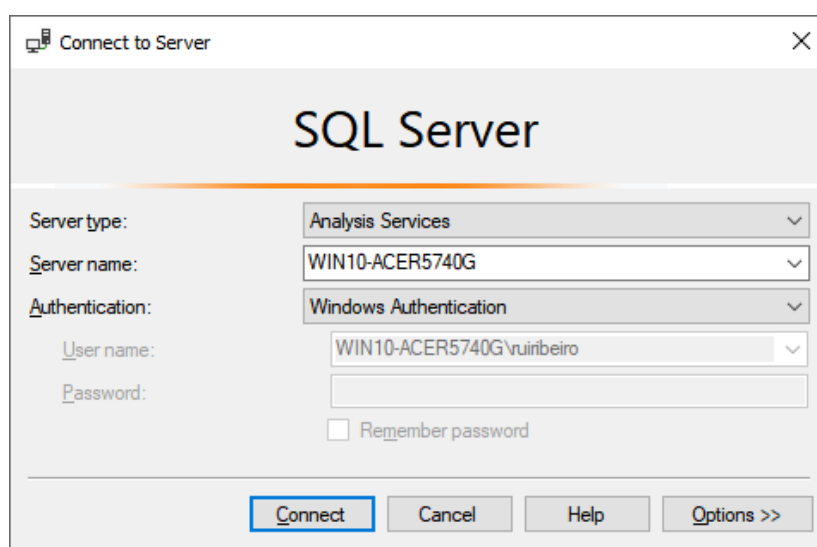 Connect to Server
SQL Server
Server type: Analysis Services
Server name: WIN10-ACER5740G
Authentication: Windows Authentication
User name: WIN10-ACER5740G\ruiribeiro
Password:
Remember password
Connect Cancel Help Options >>